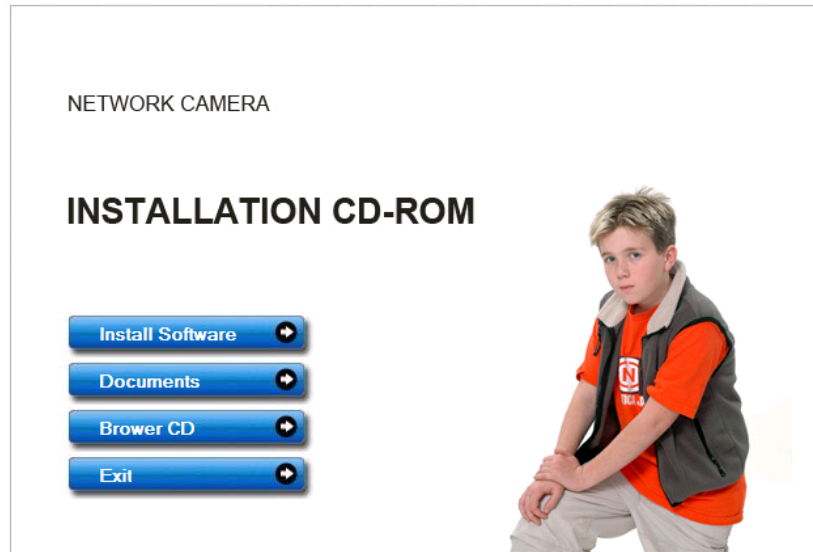 NETWORK CAMERA
INSTALLATION CD-ROM
Install Software
Documents
Brower CD
Exit
N